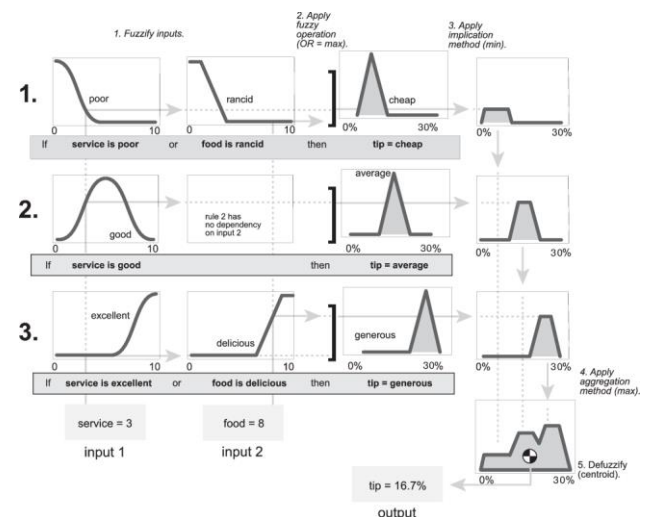 1. Fuzzify inputs.
2. Apply
fuzzy
operation
(OR = max).
3. Apply
implication
method (min).
1.
poor
0 10
rancid
0 10
cheap
0% 30%
0% 30%
If service is poor or food is rancid then tip = cheap
2.
good
0 10
rule 2 has
no dependency
on input 2
average
0% 30%
0% 30%
If service is good then tip = average
3.
excellent
0 10
delicious
0 10
generous
0% 30%
0% 30%
If service is excellent or food is delicious then tip = generous
4. Apply
aggregation
method (max).
service = 3
input 1
food = 8
input 2
0% 30%
5. Defuzzify
(centroid).
tip = 16.7%
output